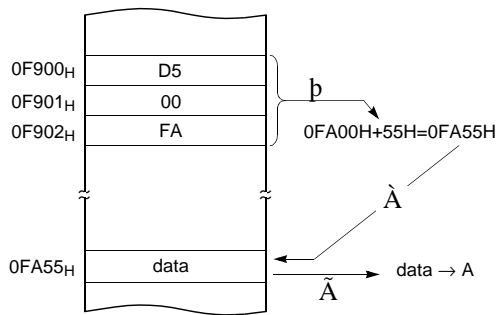 0F900H D5
0F901H 00 þ
0F902H FA 0FA00H+55H=0FA55H
À
0FA55H data data → A
Ã